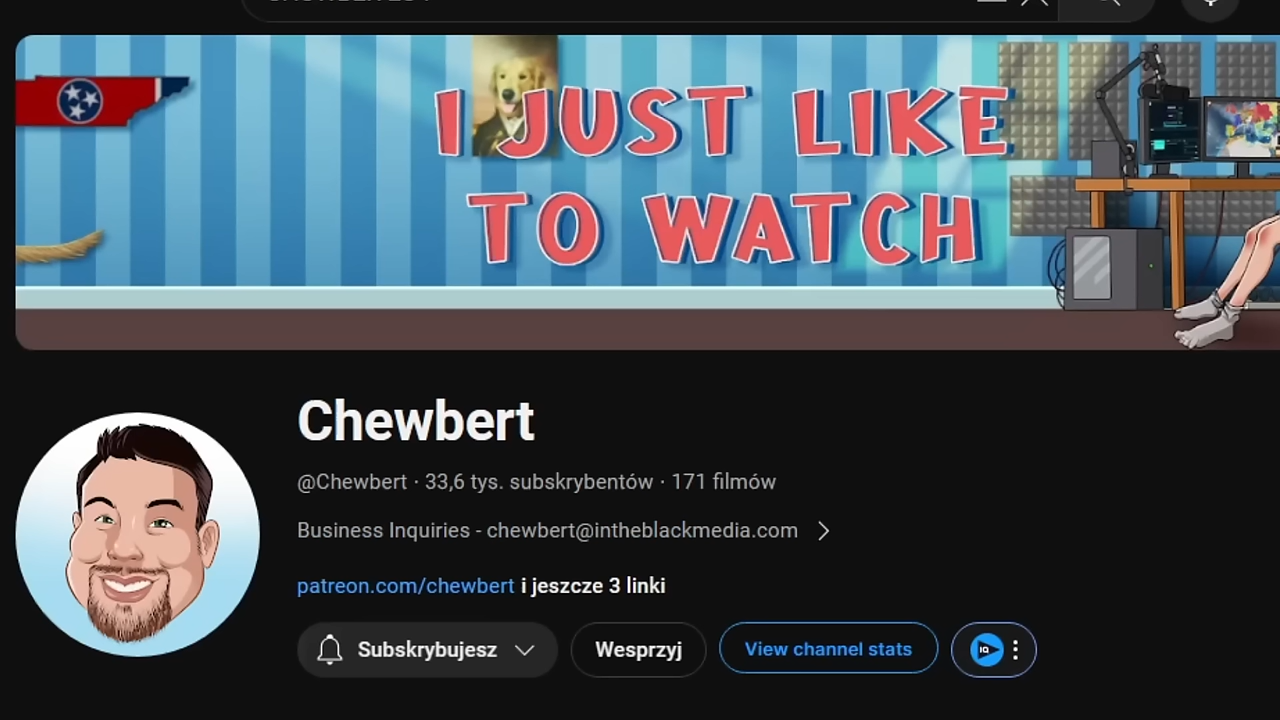 I JUST LIKE
TO WATCH
Chewbert
@Chewbert · 33,6 tys. subskrybentów · 171 filmów
Business Inquiries - chewbert@intheblackmedia.com
patreon.com/chewbert i jeszcze 3 linki
Subskrybujesz
Wesprzyj
View channel stats
IQ